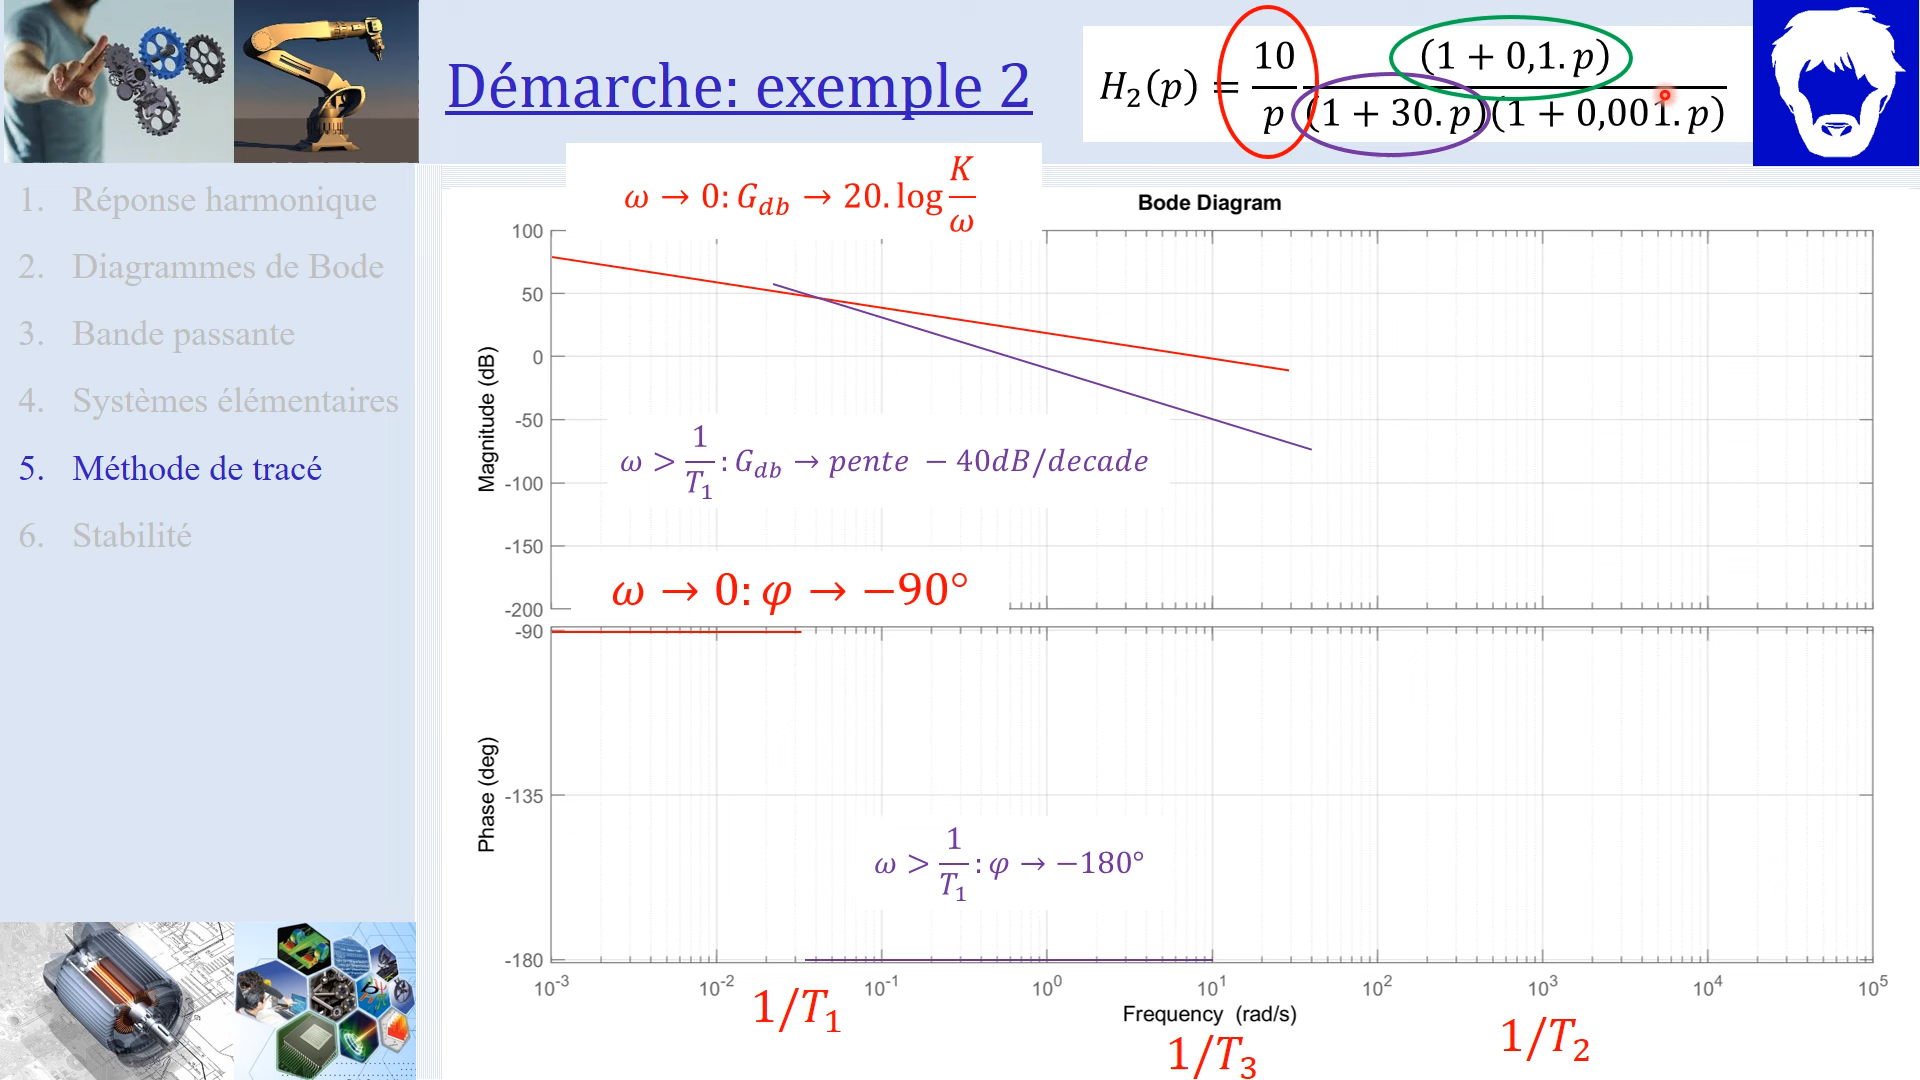 Démarche: exemple 2
H₂(p) = 10/p (1 + 0,1.p)/(1 + 30.p)(1 + 0,001.p)
1. Réponse harmonique
2. Diagrammes de Bode
3. Bande passante
4. Systèmes élémentaires
5. Méthode de tracé
6. Stabilité
ω → 0: G_db → 20.log K/ω
Bode Diagram
Magnitude (dB)
100
50
0
-50
-100
-150
-200
ω > 1/T₁ : G_db → pente −40dB/decade
ω → 0: φ → −90°
Phase (deg)
-90
-135
-180
ω > 1/T₁ : φ → −180°
10⁻³ 10⁻² 10⁻¹ 10⁰ 10¹ 10² 10³ 10⁴ 10⁵
Frequency (rad/s)
1/T₁ 1/T₃ 1/T₂